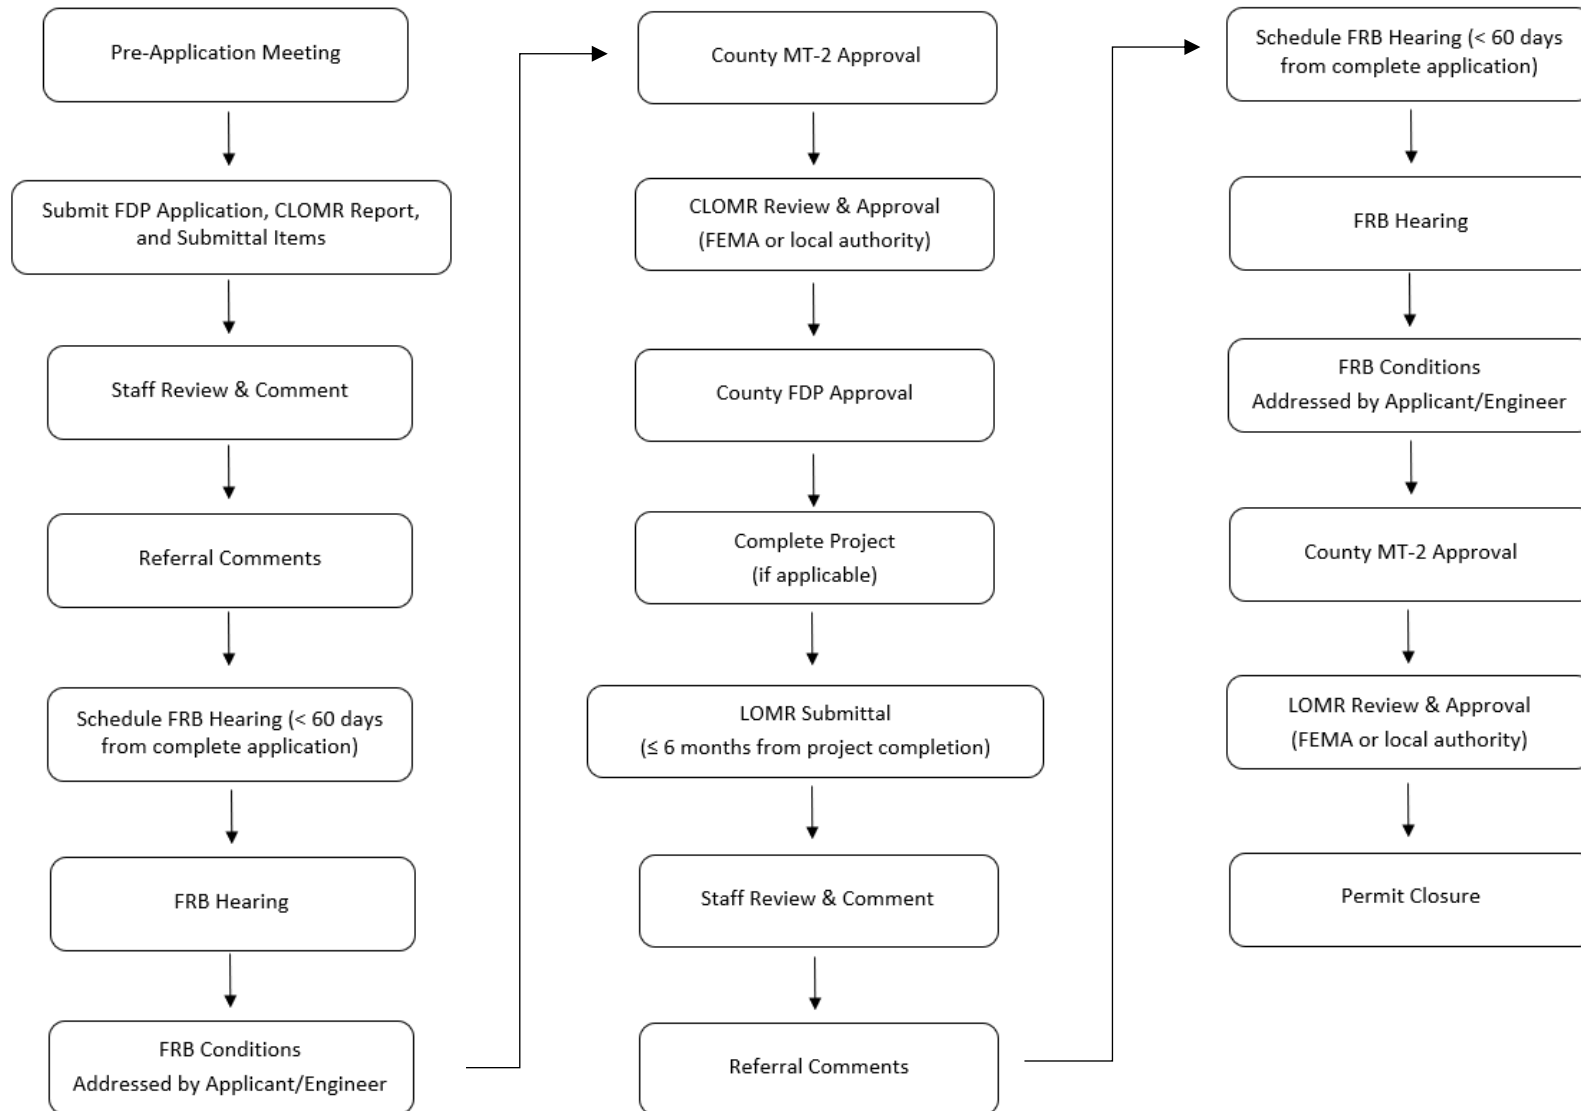 Pre-Application Meeting
Submit FDP Application, CLOMR Report,
and Submittal Items
Staff Review & Comment
Referral Comments
Schedule FRB Hearing (< 60 days
from complete application)
FRB Hearing
FRB Conditions
Addressed by Applicant/Engineer
County MT-2 Approval
CLOMR Review & Approval
(FEMA or local authority)
County FDP Approval
Complete Project
(if applicable)
LOMR Submittal
(≤ 6 months from project completion)
Staff Review & Comment
Referral Comments
Schedule FRB Hearing (< 60 days
from complete application)
FRB Hearing
FRB Conditions
Addressed by Applicant/Engineer
County MT-2 Approval
LOMR Review & Approval
(FEMA or local authority)
Permit Closure